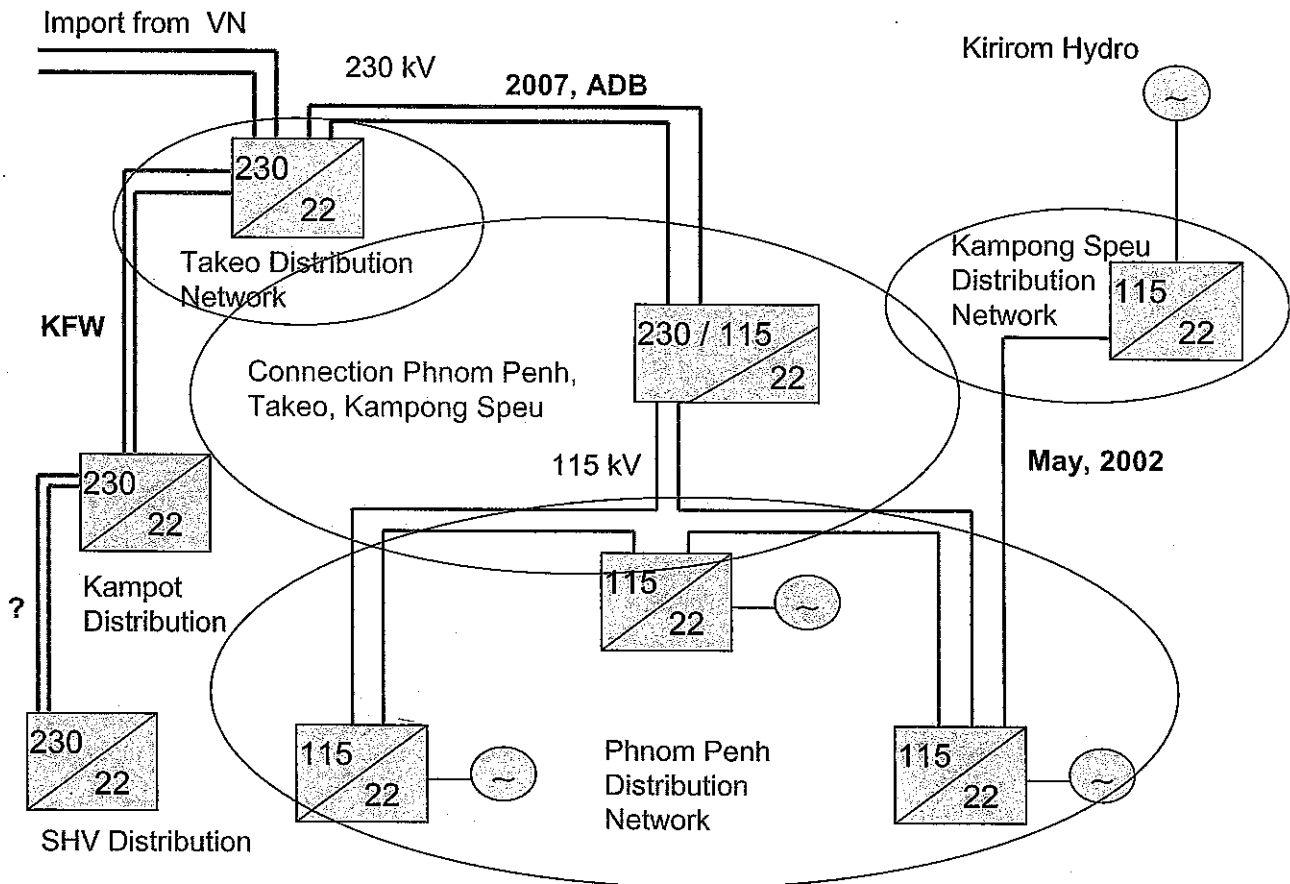 Import from VN
Kirirom Hydro
230 kV
2007, ADB
~
230
22
Takeo Distribution
Network
Kampong Speu
Distribution
Network
115
22
KFW
230 / 115
22
Connection Phnom Penh,
Takeo, Kampong Speu
115 kV
May, 2002
230
22
Kampot
Distribution
?
115
22
~
230
22
SHV Distribution
115
22
~
Phnom Penh
Distribution
Network
115
22
~